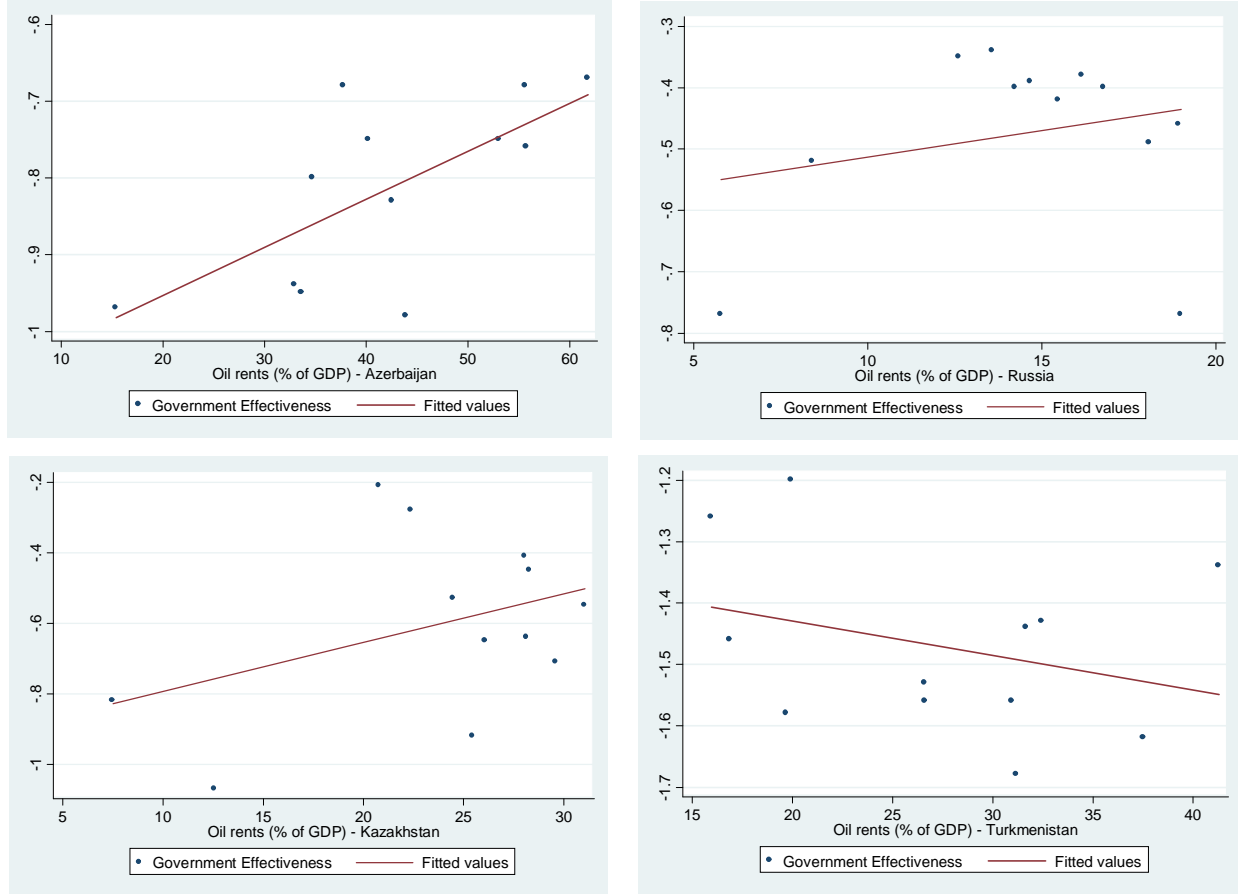 -.6
-.7
-.8
-.9
-1
10 20 30 40 50 60
Oil rents (% of GDP) - Azerbaijan
Government Effectiveness Fitted values
-.3
-.4
-.5
-.6
-.7
-.8
5 10 15 20
Oil rents (% of GDP) - Russia
Government Effectiveness Fitted values
-.2
-.4
-.6
-.8
-1
5 10 15 20 25 30
Oil rents (% of GDP) - Kazakhstan
Government Effectiveness Fitted values
-1.2
-1.3
-1.4
-1.5
-1.6
-1.7
15 20 25 30 35 40
Oil rents (% of GDP) - Turkmenistan
Government Effectiveness Fitted values